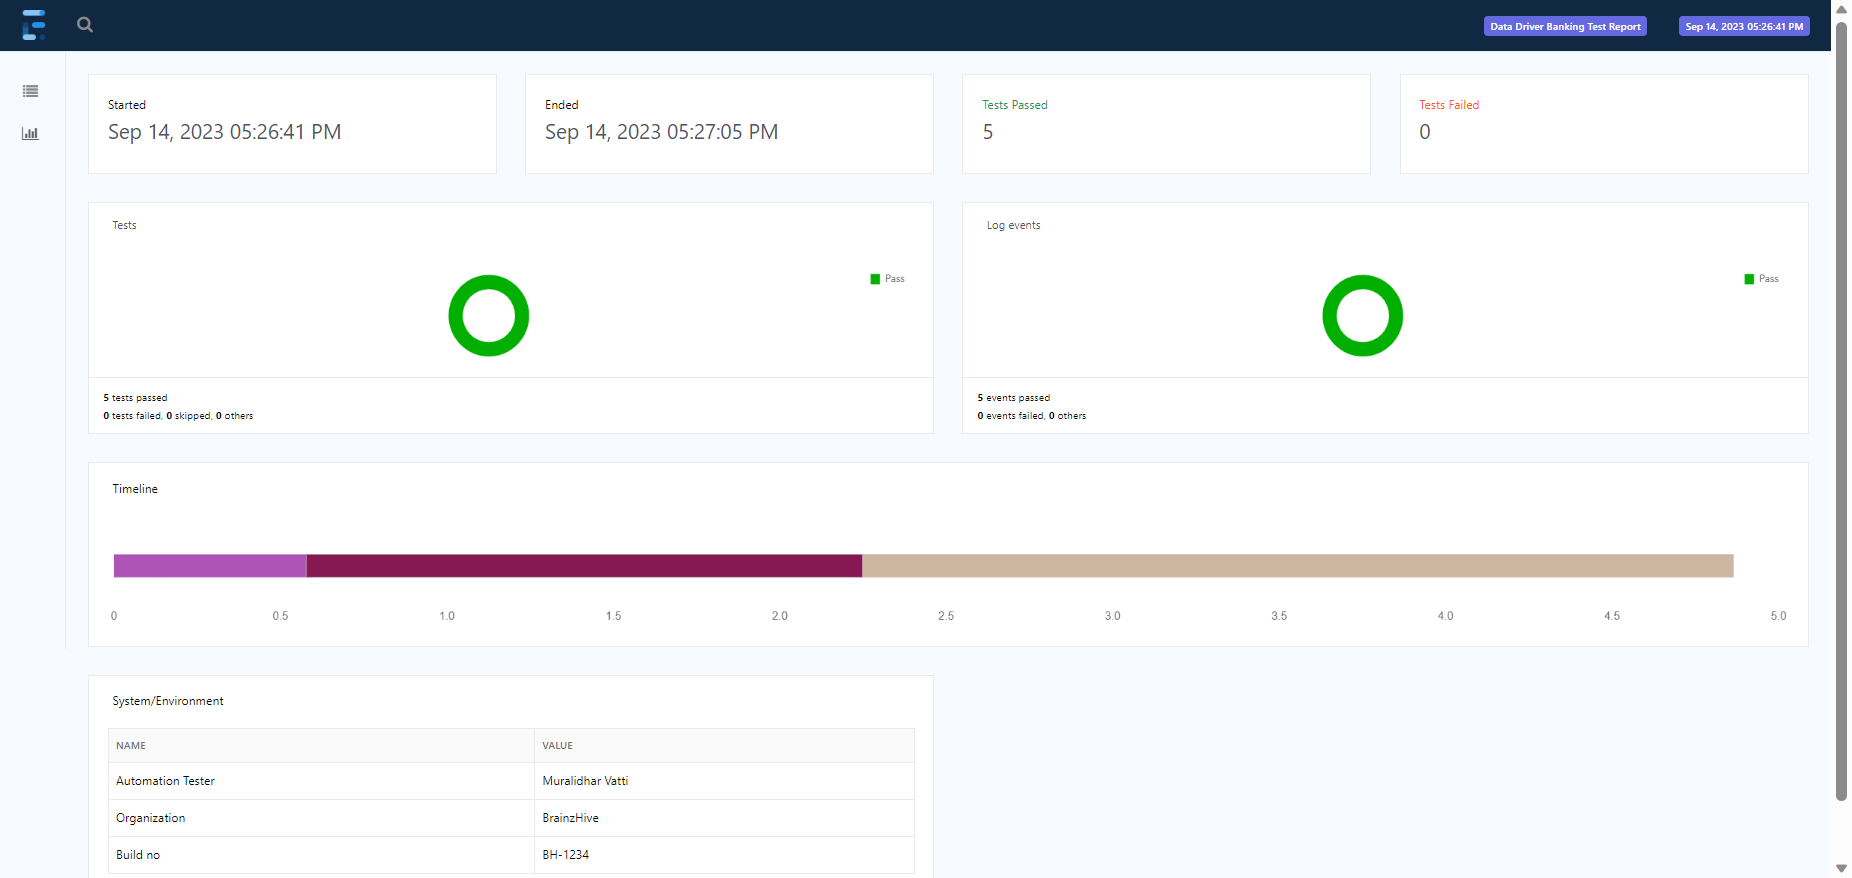 Data Driver Banking Test Report
Sep 14, 2023 05:26:41 PM
Started
Sep 14, 2023 05:26:41 PM
Ended
Sep 14, 2023 05:27:05 PM
Tests Passed
5
Tests Failed
0
Tests
Pass
5 tests passed
0 tests failed, 0 skipped, 0 others
Log events
Pass
5 events passed
0 events failed, 0 others
Timeline
0 0.5 1.0 1.5 2.0 2.5 3.0 3.5 4.0 4.5 5.0
System/Environment
NAME VALUE
Automation Tester Muralidhar Vatti
Organization BrainzHive
Build no BH-1234